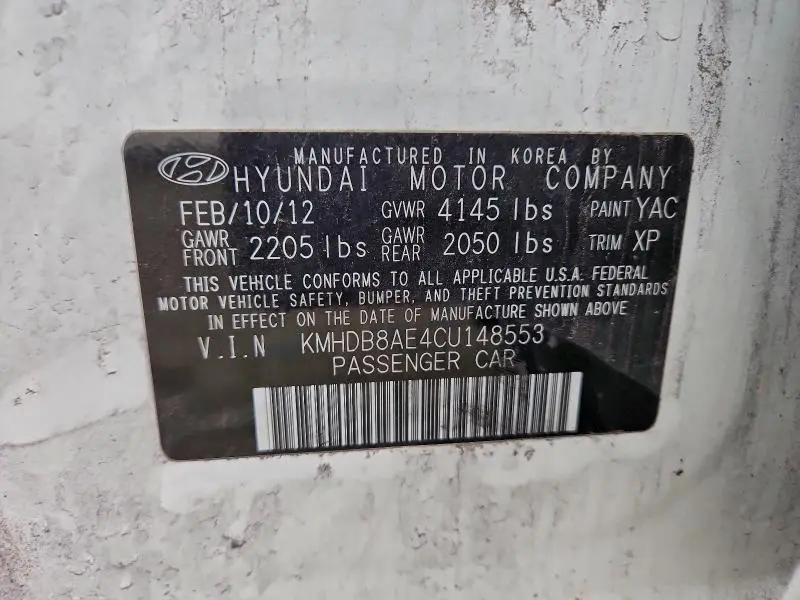 MANUFACTURED IN KOREA BY
HYUNDAI MOTOR COMPANY
FEB/10/12 GVWR 4145 lbs PAINT YAC
GAWR FRONT 2205 lbs GAWR REAR 2050 lbs TRIM XP
THIS VEHICLE CONFORMS TO ALL APPLICABLE U.S.A. FEDERAL
MOTOR VEHICLE SAFETY, BUMPER, AND THEFT PREVENTION STANDARDS
IN EFFECT ON THE DATE OF MANUFACTURE SHOWN ABOVE
V.I.N KMHDB8AE4CU148553
PASSENGER CAR